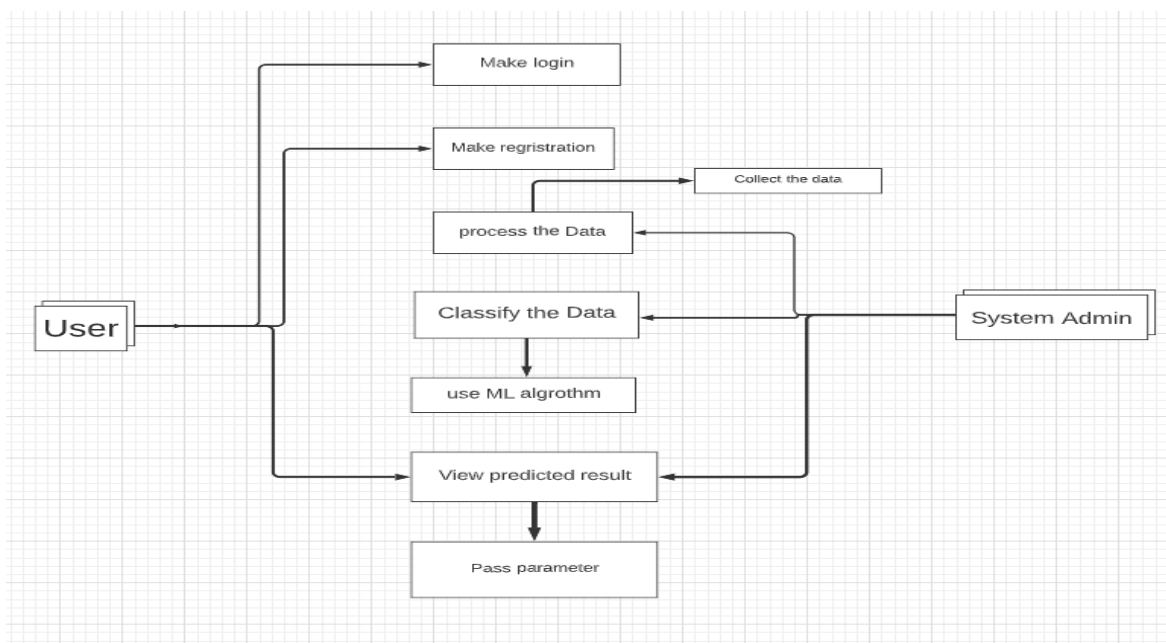 Make login
Make regristration
Collect the data
process the Data
Classify the Data
User
System Admin
use ML algrothm
View predicted result
Pass parameter